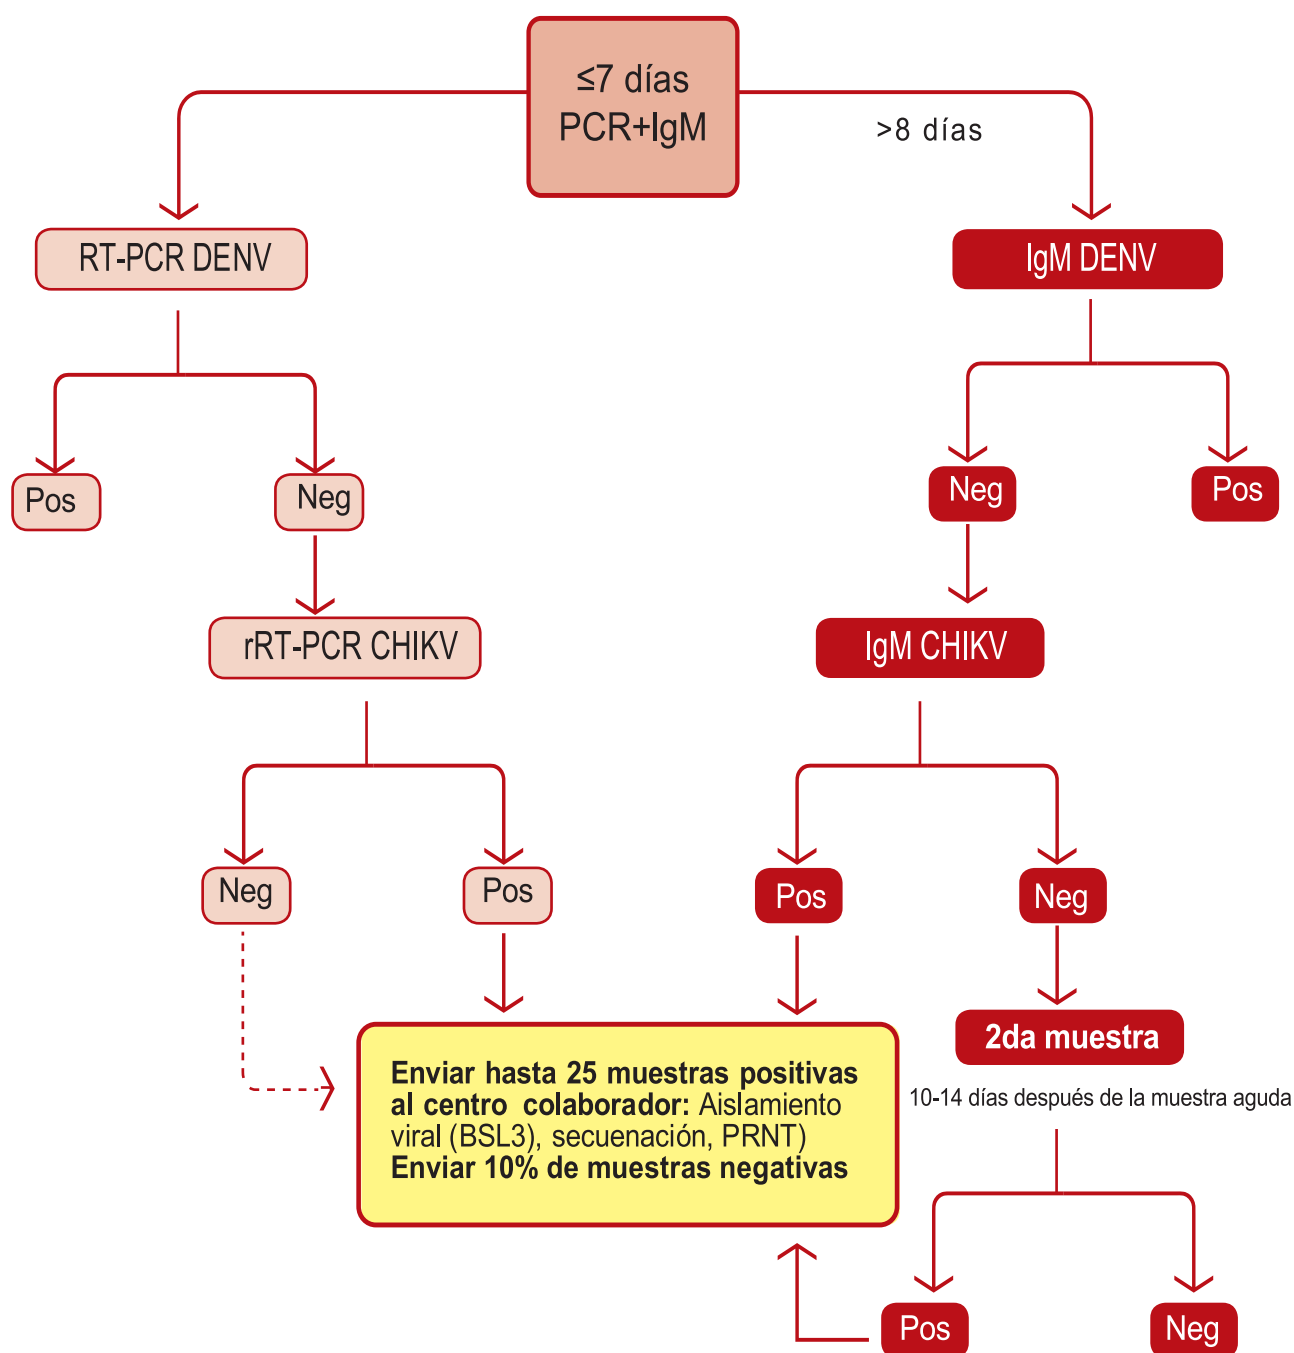 ≤7 días
PCR+IgM
>8 días
RT-PCR DENV
IgM DENV
Pos
Neg
Neg
Pos
rRT-PCR CHIKV
IgM CHIKV
Neg
Pos
Pos
Neg
2da muestra
10-14 días después de la muestra aguda
Enviar hasta 25 muestras positivas
al centro colaborador: Aislamiento
viral (BSL3), secuenación, PRNT)
Enviar 10% de muestras negativas
Pos
Neg